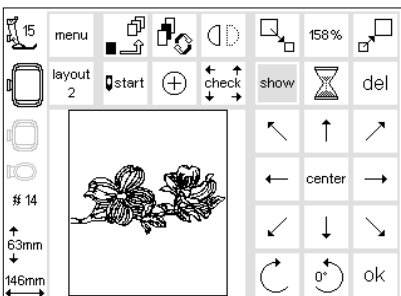 15 menu 158%
layout
2
start check show del
# 14
center
63mm
0° ok
146mm